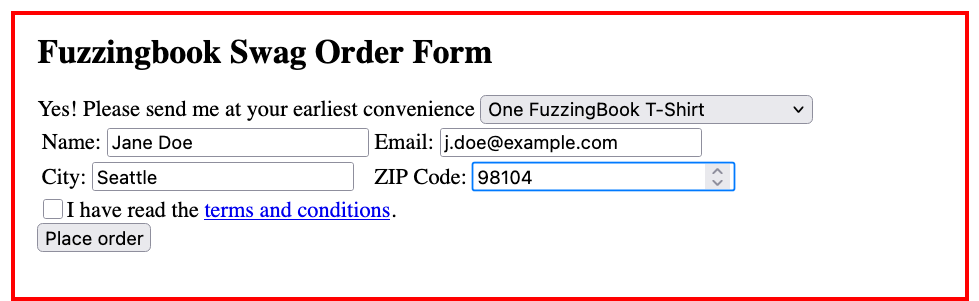 Fuzzingbook Swag Order Form
Yes! Please send me at your earliest convenience One FuzzingBook T-Shirt
Name: Jane Doe Email: j.doe@example.com
City: Seattle ZIP Code: 98104
I have read the terms and conditions.
Place order